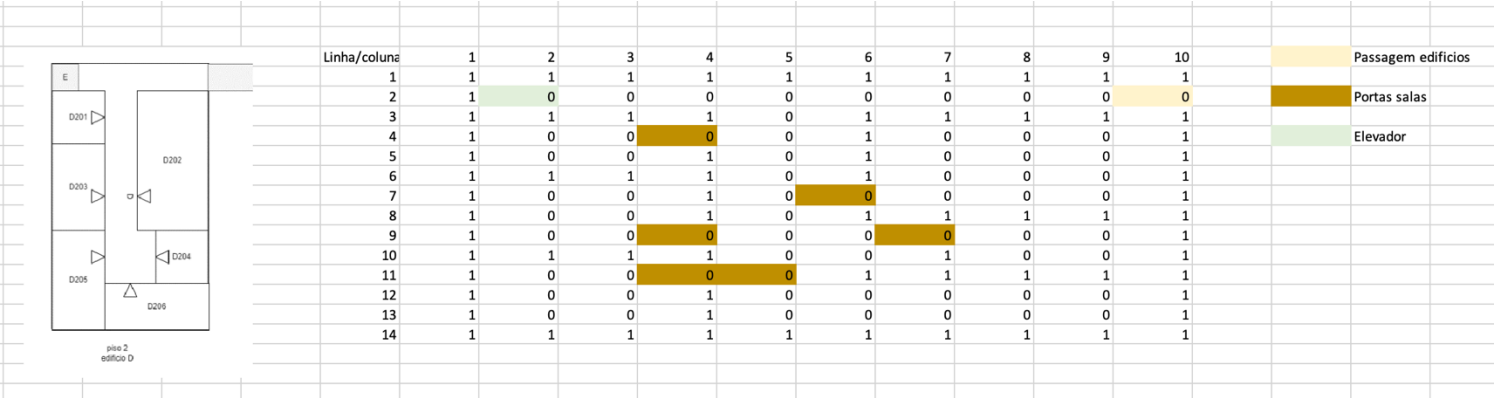 Linha/coluna 1 2 3 4 5 6 7 8 9 10
1 1 1 1 1 1 1 1 1 1 1
2 1 0 0 0 0 0 0 0 0 0
3 1 1 1 1 0 1 1 1 1 1
4 1 0 0 0 0 1 0 0 0 1
5 1 0 0 1 0 1 0 0 0 1
6 1 1 1 1 0 1 0 0 0 1
7 1 0 0 1 0 0 0 0 0 1
8 1 0 0 1 0 1 1 1 1 1
9 1 0 0 0 0 0 0 0 0 1
10 1 1 1 1 0 0 1 0 0 1
11 1 0 0 0 0 1 1 1 1 1
12 1 0 0 1 0 0 0 0 0 1
13 1 0 0 1 0 0 0 0 0 1
14 1 1 1 1 1 1 1 1 1 1
Passagem edificios
Portas salas
Elevador
E
D201
D202
D203
D204
D205
D206
piso 2
edificio D